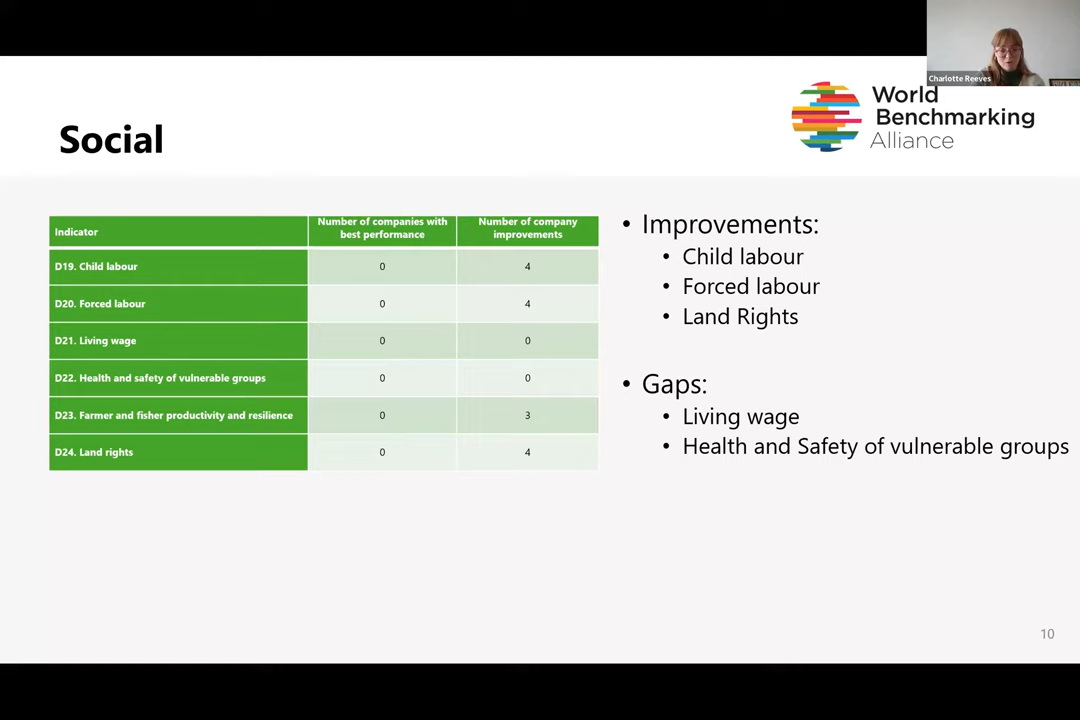 Charlotte Reeves
World
Benchmarking
Alliance
Social
Indicator
Number of companies with
best performance
Number of company
improvements
D19. Child labour 0 4
D20. Forced labour 0 4
D21. Living wage 0 0
D22. Health and safety of vulnerable groups 0 0
D23. Farmer and fisher productivity and resilience 0 3
D24. Land rights 0 4
• Improvements:
• Child labour
• Forced labour
• Land Rights
• Gaps:
• Living wage
• Health and Safety of vulnerable groups
10